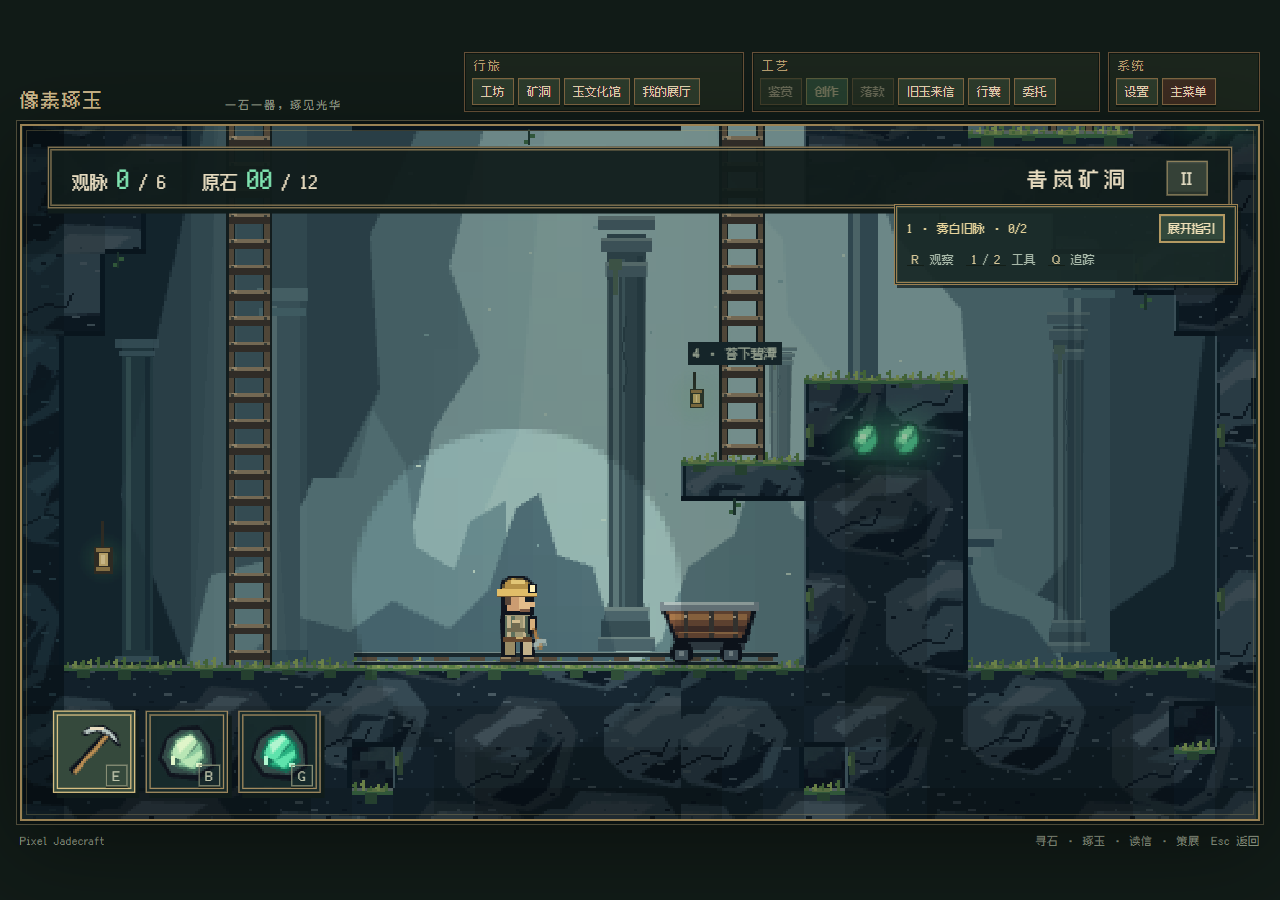 像素琢玉
一石一器，琢见光华
行旅
工坊 矿洞 玉文化馆 我的展厅
工艺
鉴赏 创作 落款 旧玉来信 行囊 委托
系统
设置 主菜单
观脉 0 / 6 原石 00 / 12
青岚矿洞 II
1 · 雾白旧脉 · 0/2 展开指引
R 观察 1 / 2 工具 Q 追踪
4 · 苔下碧潭
E B G
Pixel Jadecraft
寻石 · 琢玉 · 读信 · 策展 Esc 返回